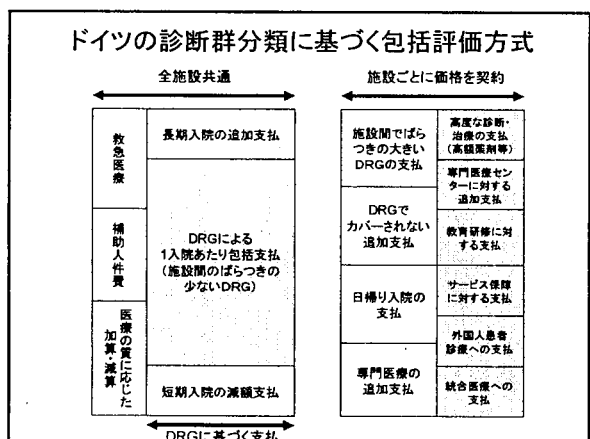 ドイツの診断群分類に基づく包括評価方式
全施設共通
救急医療
補助人件費
医療の質に応じた
加算・減算
長期入院の追加支払
DRGによる
1入院あたり包括支払
(施設間のばらつきの
少ないDRG)
短期入院の減額支払
DRGに基づく支払
施設ごとに価格を契約
施設間でばら
つきの大きい
DRGの支払
DRGで
カバーされない
追加支払
日帰り入院の
支払
専門医療の
追加支払
高度な診断・
治療の支払
(高額薬剤等)
専門医療セン
ターに対する
追加支払
教育研修に対
する支払
サービス保障
に対する支払
外国人患者
診療への支払
統合医療への
支払